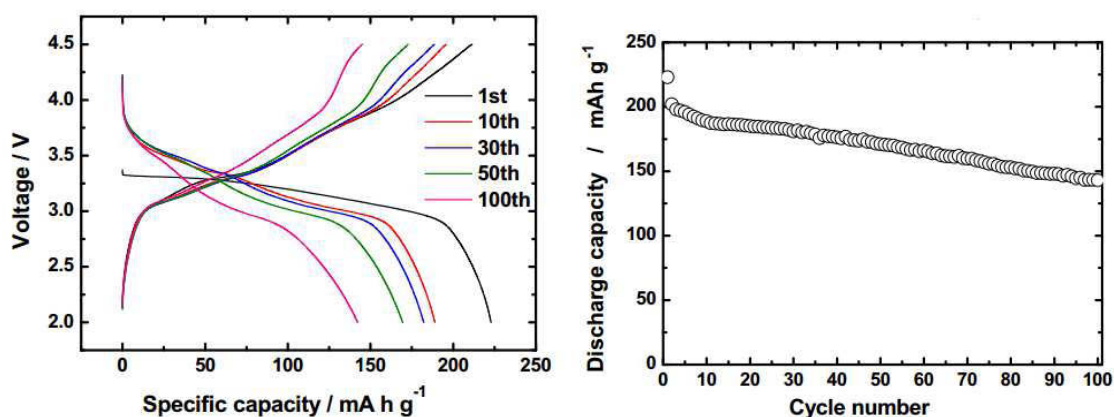 4.5
4.0
3.5
3.0
2.5
2.0
Voltage / V
1st
10th
30th
50th
100th
0 50 100 150 200 250
Specific capacity / mA h g-1
250
200
150
100
50
0
Discharge capacity / mAh g-1
0 10 20 30 40 50 60 70 80 90 100
Cycle number